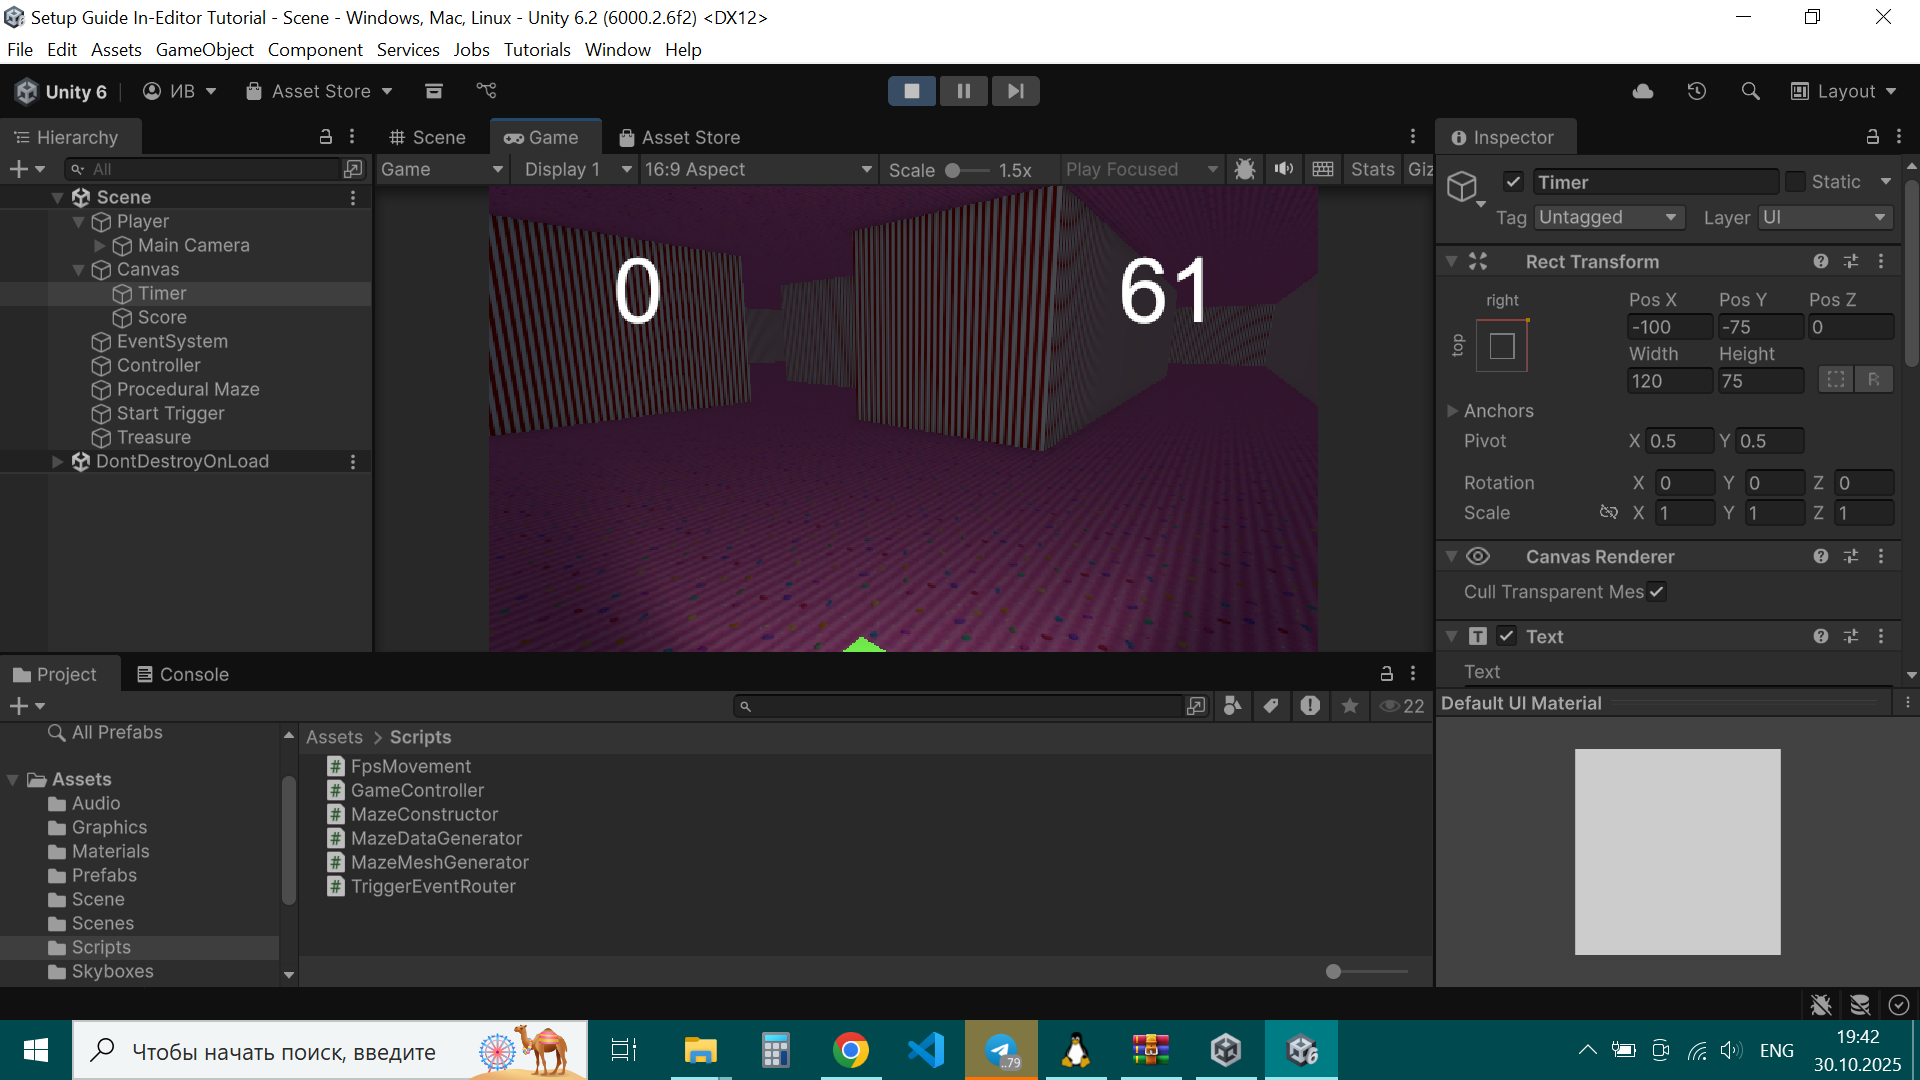 Setup Guide In-Editor Tutorial - Scene - Windows, Mac, Linux - Unity 6.2 (6000.2.6f2) <DX12>
File Edit Assets GameObject Component Services Jobs Tutorials Window Help
Unity 6 ИВ Asset Store Layout
Hierarchy
All
Scene
Player
Main Camera
Canvas
Timer
Score
EventSystem
Controller
Procedural Maze
Start Trigger
Treasure
DontDestroyOnLoad
Scene Game Asset Store
Game Display 1 16:9 Aspect Scale 1.5x Play Focused Stats Giz
0 61
Inspector
Timer Static
Tag Untagged Layer UI
Rect Transform
right
top
Pos X Pos Y Pos Z
-100 -75 0
Width Height
120 75
R
Anchors
Pivot X 0.5 Y 0.5
Rotation X 0 Y 0 Z 0
Scale X 1 Y 1 Z 1
Canvas Renderer
Cull Transparent Mes
T Text
Text
Default UI Material
Project Console
22
All Prefabs
Assets
Audio
Graphics
Materials
Prefabs
Scene
Scenes
Scripts
Skyboxes
Assets > Scripts
# FpsMovement
# GameController
# MazeConstructor
# MazeDataGenerator
# MazeMeshGenerator
# TriggerEventRouter
Чтобы начать поиск, введите
..79
6
ENG
19:42
30.10.2025